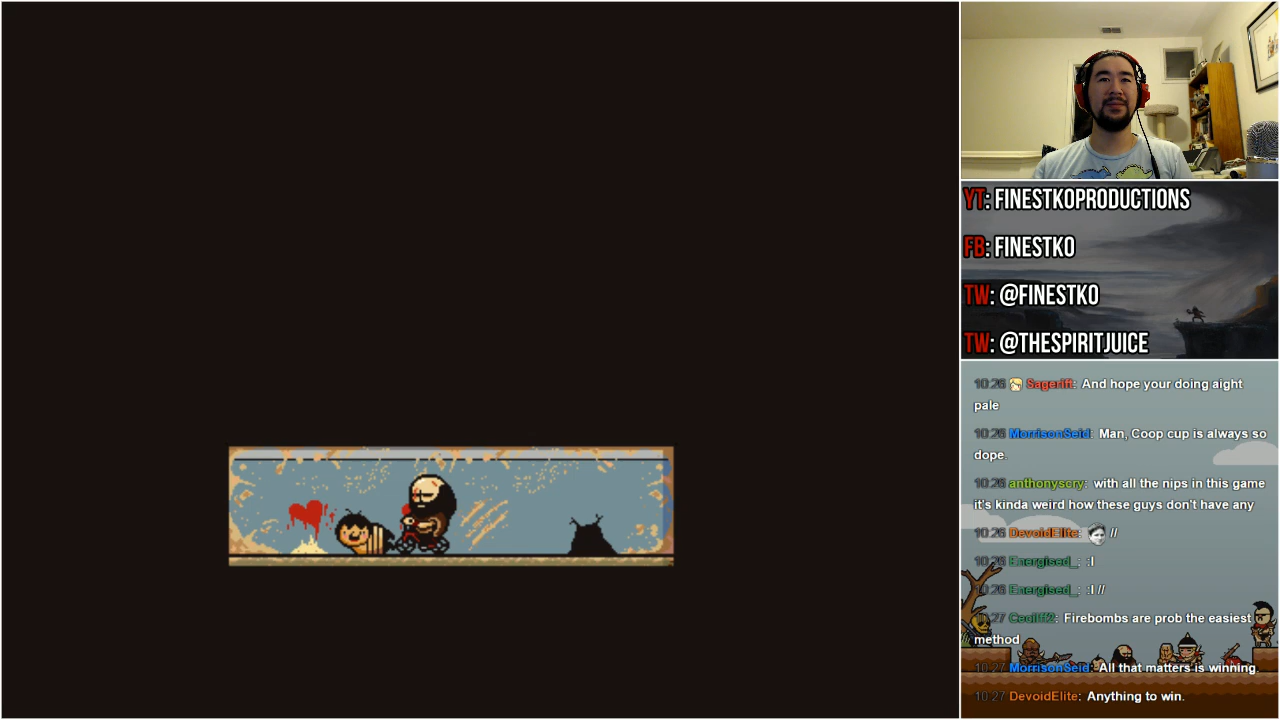 YT: FINESTKOPRODUCTIONS
FB: FINESTKO
TW: @FINESTKO
TW: @THESPIRITJUICE
10:26 Sageriff: And hope your doing aight
pale
10:26 MorrisonSeid: Man, Coop cup is always so
dope.
10:26 anthonyscry: with all the nips in this game
it's kinda weird how these guys don't have any
10:26 DevoidElite: //
10:26 Energised_: :I
10:26 Energised_: :I //
10:27 Firebombs are prob the easiest
method
10:27 MorrisonSeid: All that matters is winning.
10:27 DevoidElite: Anything to win.